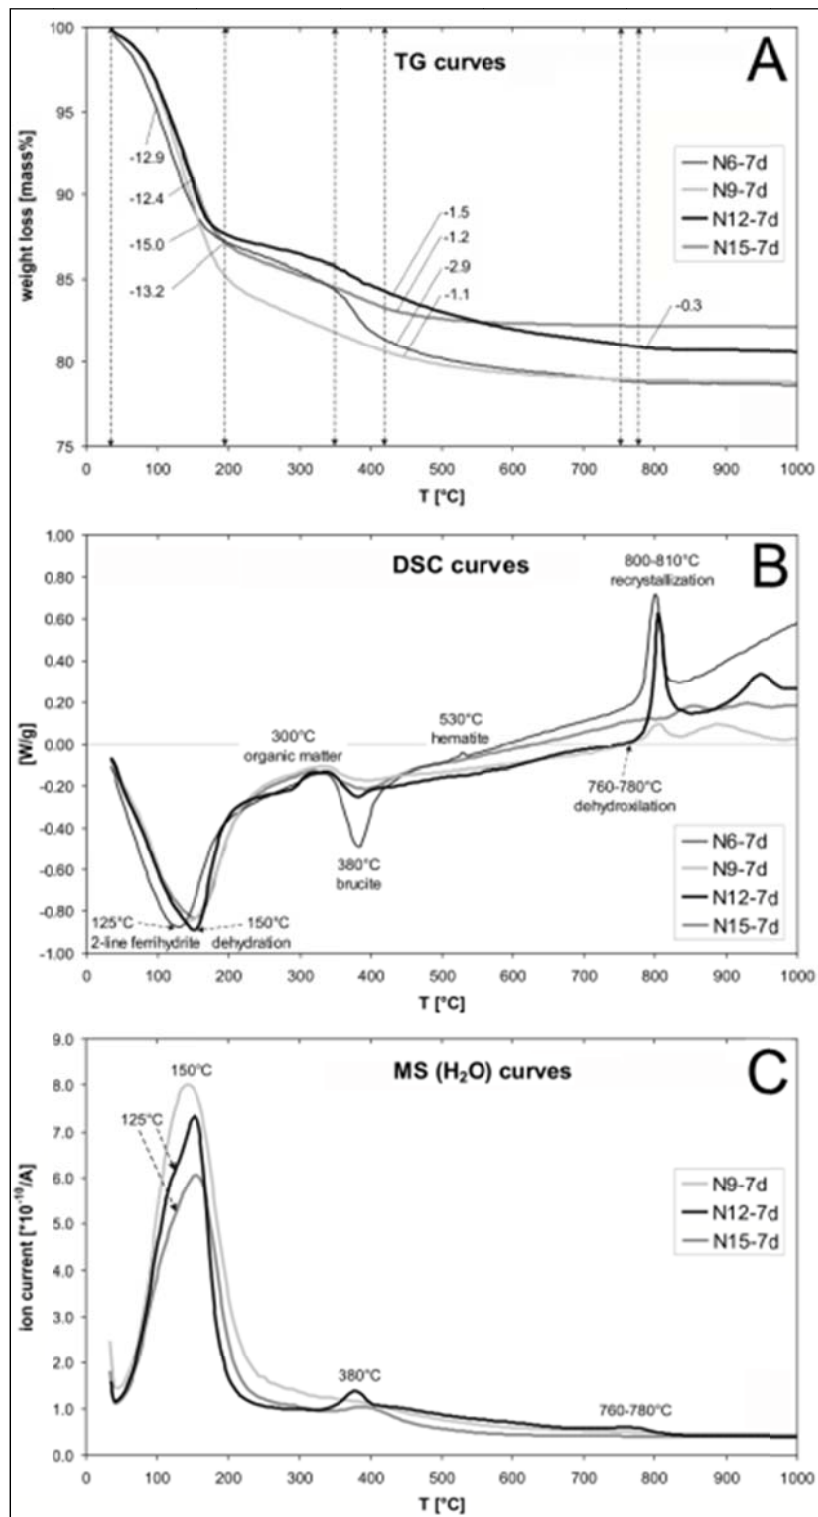 A
TG curves
100
95
90
85
80
75
weight loss [mass%]
-12.9
-12.4
-15.0
-13.2
-1.5
-1.2
-2.9
-1.1
-0.3
N6-7d
N9-7d
N12-7d
N15-7d
0 100 200 300 400 500 600 700 800 900 1000
T [°C]
B
DSC curves
1.00
0.80
0.60
0.40
0.20
0.00
-0.20
-0.40
-0.60
-0.80
-1.00
[W/g]
800-810°C
recrystallization
530°C
hematite
300°C
organic matter
760-780°C
dehydroxilation
380°C
brucite
125°C
2-line ferrihydrite
150°C
dehydration
N6-7d
N9-7d
N12-7d
N15-7d
0 100 200 300 400 500 600 700 800 900 1000
T [°C]
C
MS (H₂O) curves
9.0
8.0
7.0
6.0
5.0
4.0
3.0
2.0
1.0
0.0
ion current [*10⁻¹⁰/A]
150°C
125°C
380°C
760-780°C
N9-7d
N12-7d
N15-7d
0 100 200 300 400 500 600 700 800 900 1000
T [°C]